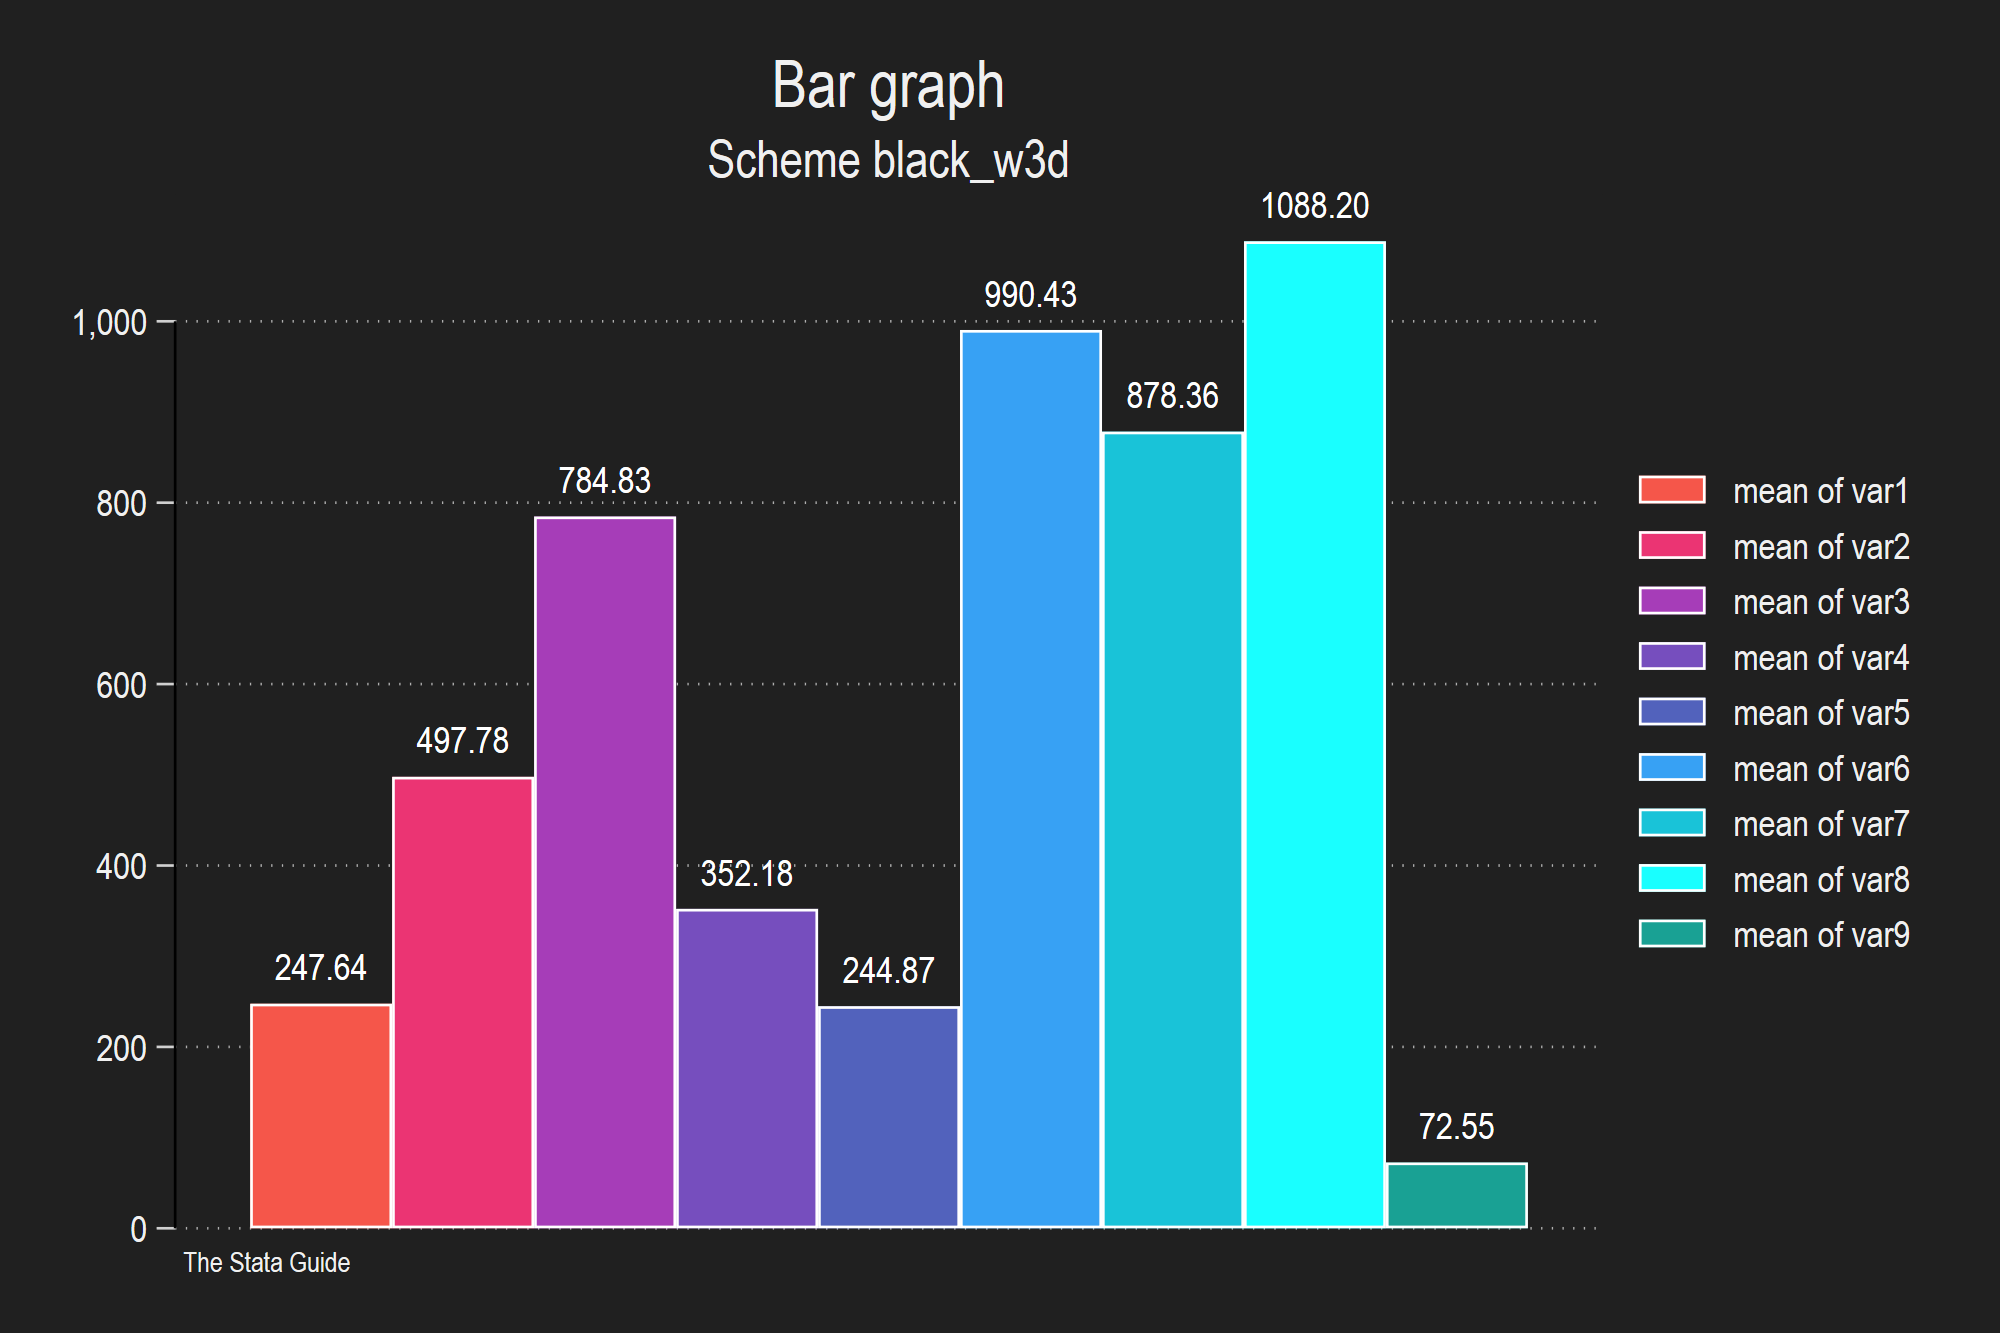 Bar graph
Scheme black_w3d
1088.20
990.43
878.36
784.83
497.78
352.18
247.64
244.87
72.55
1,000
800
600
400
200
0
mean of var1
mean of var2
mean of var3
mean of var4
mean of var5
mean of var6
mean of var7
mean of var8
mean of var9
The Stata Guide